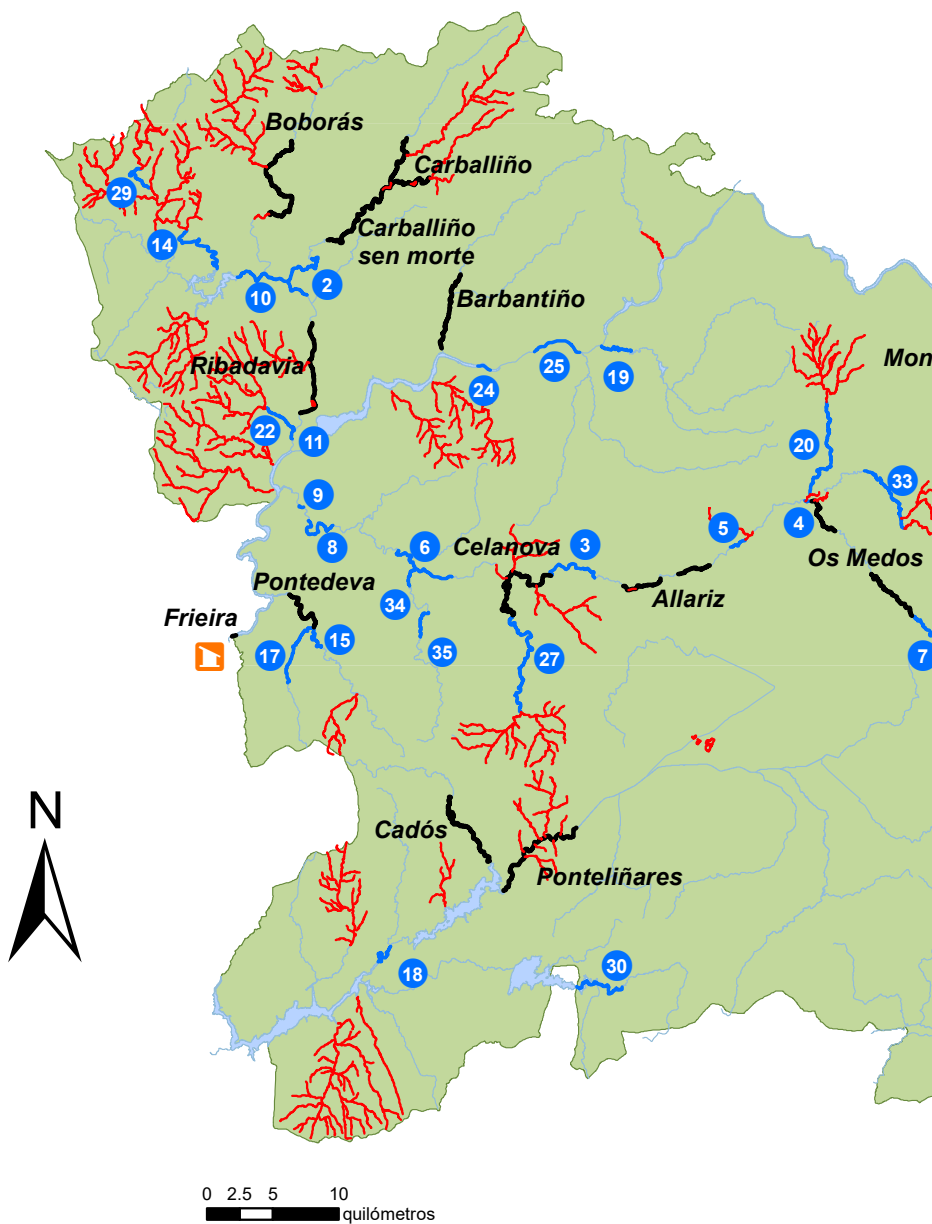 Boborás
Carballiño
29
Carballiño
sen morte
14
2
10
Barbantiño
Ribadavia
Mon
25
19
24
22
11
20
9
33
5
4
8
6
Celanova
3
Os Medos
Pontedeva
34
Allariz
Frieira
15
35
27
17
7
N
Cadós
Ponteliñares
18
30
0 2.5 5 10
quilómetros